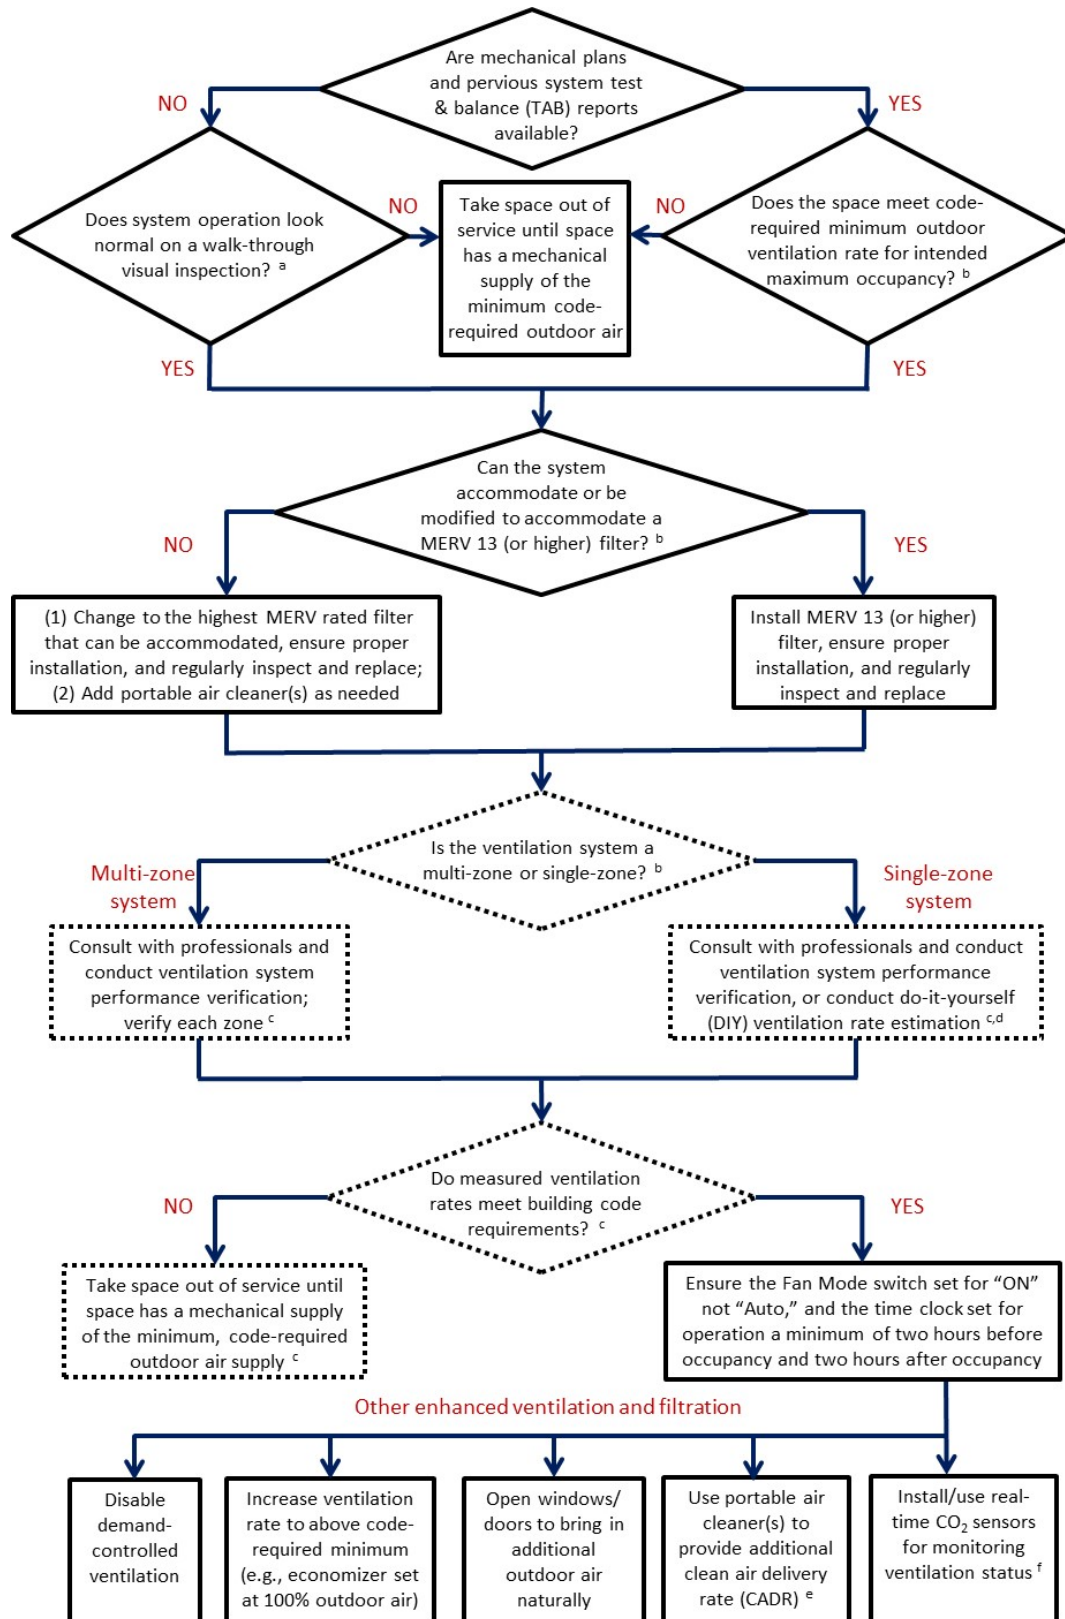 Are mechanical plans
and pervious system test
& balance (TAB) reports
available?
NO
YES
Does system operation look
normal on a walk-through
visual inspection? a
NO
Take space out of
service until space
has a mechanical
supply of the
minimum code-
required outdoor air
NO
Does the space meet code-
required minimum outdoor
ventilation rate for intended
maximum occupancy? b
YES
YES
Can the system
accommodate or be
modified to accommodate a
MERV 13 (or higher) filter? b
NO
YES
(1) Change to the highest MERV rated filter
that can be accommodated, ensure proper
installation, and regularly inspect and replace;
(2) Add portable air cleaner(s) as needed
Install MERV 13 (or higher)
filter, ensure proper
installation, and regularly
inspect and replace
Is the ventilation system a
multi-zone or single-zone? b
Multi-zone
system
Single-zone
system
Consult with professionals and
conduct ventilation system
performance verification;
verify each zone c
Consult with professionals and conduct
ventilation system performance
verification, or conduct do-it-yourself
(DIY) ventilation rate estimation c,d
Do measured ventilation
rates meet building code
requirements? c
NO
YES
Take space out of service until
space has a mechanical supply
of the minimum, code-required
outdoor air supply c
Ensure the Fan Mode switch set for “ON”
not “Auto,” and the time clock set for
operation a minimum of two hours before
occupancy and two hours after occupancy
Other enhanced ventilation and filtration
Disable
demand-
controlled
ventilation
Increase ventilation
rate to above code-
required minimum
(e.g., economizer set
at 100% outdoor air)
Open windows/
doors to bring in
additional
outdoor air
naturally
Use portable air
cleaner(s) to
provide additional
clean air delivery
rate (CADR) e
Install/use real-
time CO2 sensors
for monitoring
ventilation status f